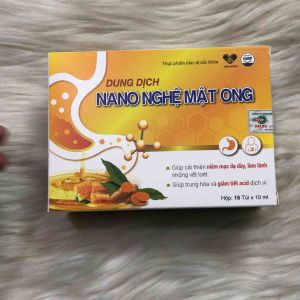 Thực phẩm bảo vệ sức khỏe
GMP
DUNG DỊCH
NANO NGHỆ MẬT ONG
Giúp cải thiện niêm mạc dạ dày, làm lành
những vết loét
Giúp trung hòa và giảm tiết acid dịch vị
Hộp: 15 Túi x 10 ml